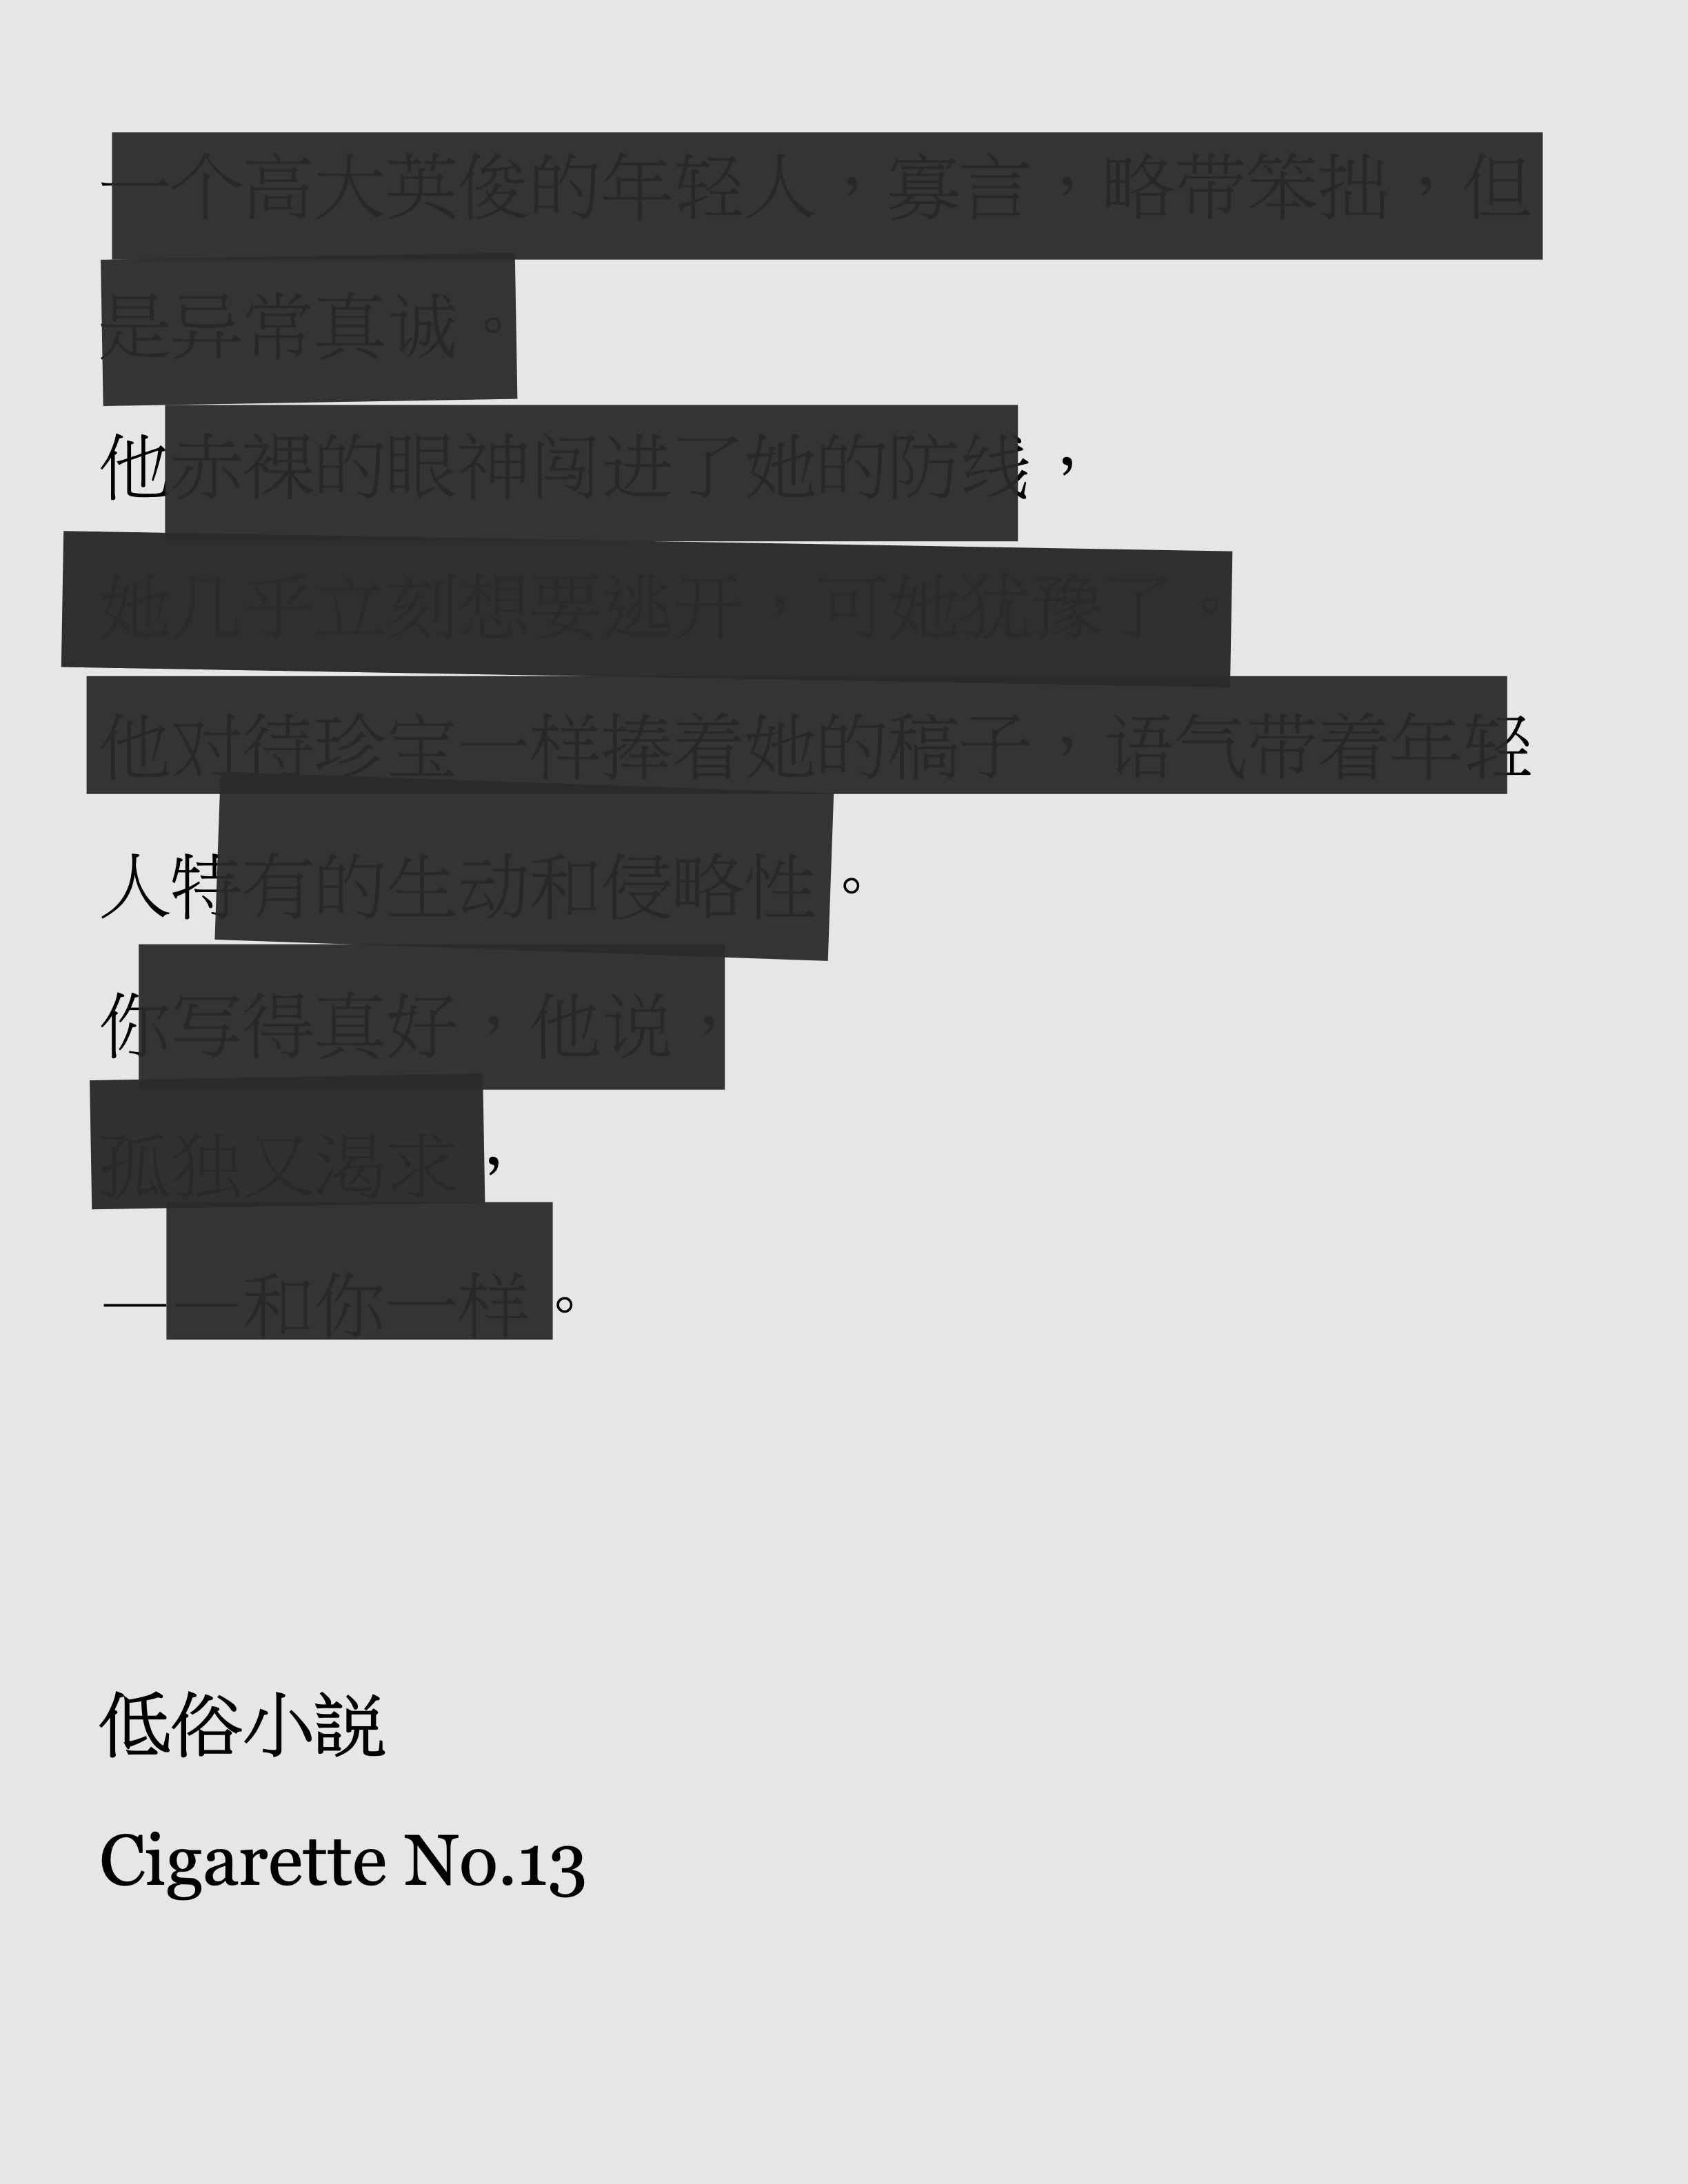 一个高大英俊的年轻人，寡言，略带笨拙，但
是异常真诚。
他赤裸的眼神闯进了她的防线，
她几乎立刻想要逃开，可她犹豫了。
他对待珍宝一样捧着她的稿子，语气带着年轻
人特有的生动和侵略性。
你写得真好，他说，
孤独又渴求，
——和你一样。
低俗小説
Cigarette No.13